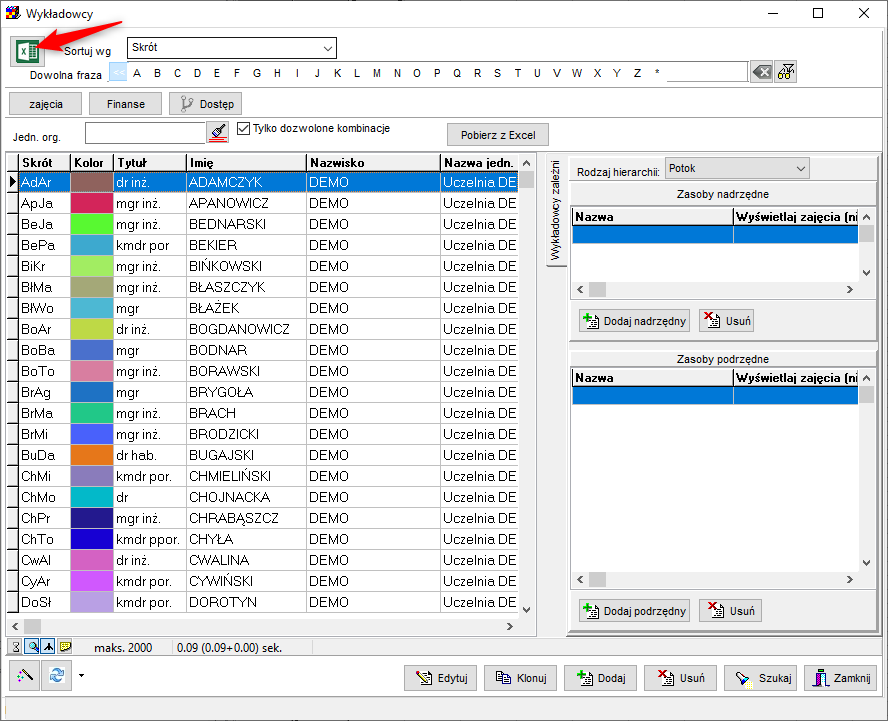 Wykładowcy
Sortuj wg Skrót
Dowolna fraza << A B C D E F G H I J K L M N O P Q R S T U V W X Y Z *
zajęcia Finanse Dostęp
Jedn. org. Tylko dozwolone kombinacje Pobierz z Excel
Skrót Kolor Tytuł Imię Nazwisko Nazwa jedn.
AdAr dr inż. ADAMCZYK DEMO Uczelnia DE
ApJa mgr inż. APANOWICZ DEMO Uczelnia DE
BeJa mgr inż. BEDNARSKI DEMO Uczelnia DE
BePa kmdr por BEKIER DEMO Uczelnia DE
BiKr mgr inż. BIŃKOWSKI DEMO Uczelnia DE
BłMa mgr inż. BŁASZCZYK DEMO Uczelnia DE
BłWo mgr BŁAŻEK DEMO Uczelnia DE
BoAr dr inż. BOGDANOWICZ DEMO Uczelnia DE
BoBa mgr BODNAR DEMO Uczelnia DE
BoTo mgr inż. BORAWSKI DEMO Uczelnia DE
BrAg mgr BRYGOŁA DEMO Uczelnia DE
BrMa mgr inż. BRACH DEMO Uczelnia DE
BrMi mgr inż. BRODZICKI DEMO Uczelnia DE
BuDa dr hab. BUGAJSKI DEMO Uczelnia DE
ChMi kmdr por. CHMIELIŃSKI DEMO Uczelnia DE
ChMo dr CHOJNACKA DEMO Uczelnia DE
ChPr mgr inż. CHRABĄSZCZ DEMO Uczelnia DE
ChTo kmdr ppor. CHYŁA DEMO Uczelnia DE
CwAl dr inż. CWALINA DEMO Uczelnia DE
CyAr kmdr por. CYWIŃSKI DEMO Uczelnia DE
DoSł kmdr por. DOROTYN DEMO Uczelnia DE
Wykładowcy zależni
Rodzaj hierarchii: Potok
Zasoby nadrzędne
Nazwa Wyświetlaj zajęcia (ni
Dodaj nadrzędny Usuń
Zasoby podrzędne
Nazwa Wyświetlaj zajęcia (ni
Dodaj podrzędny Usuń
maks. 2000 0.09 (0.09+0.00) sek.
Edytuj Klonuj Dodaj Usuń Szukaj Zamknij